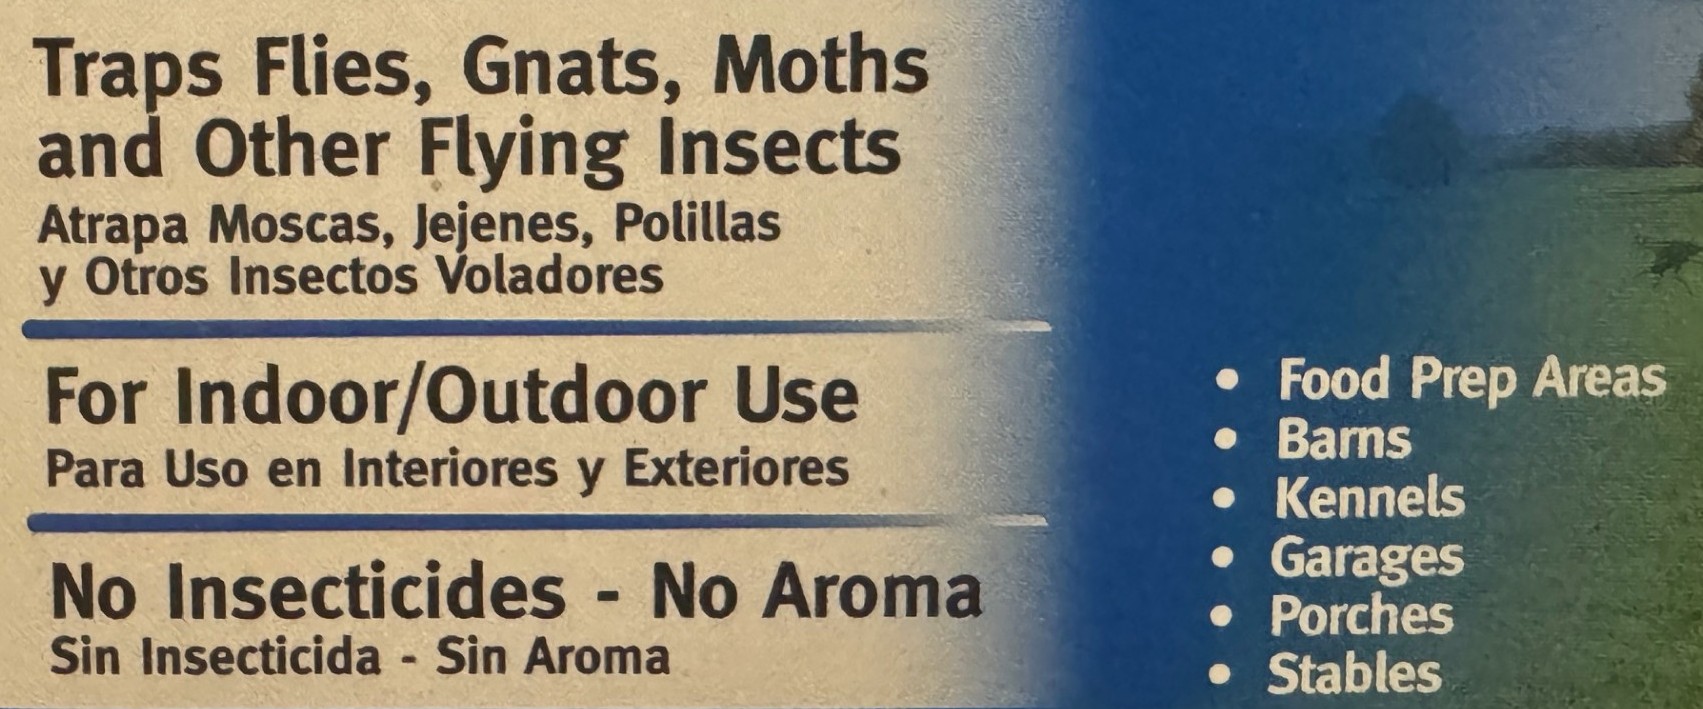 Traps Flies, Gnats, Moths
and Other Flying Insects
Atrapa Moscas, Jejenes, Polillas
y Otros Insectos Voladores
For Indoor/Outdoor Use
Para Uso en Interiores y Exteriores
No Insecticides - No Aroma
Sin Insecticida - Sin Aroma
• Food Prep Areas
• Barns
• Kennels
• Garages
• Porches
• Stables